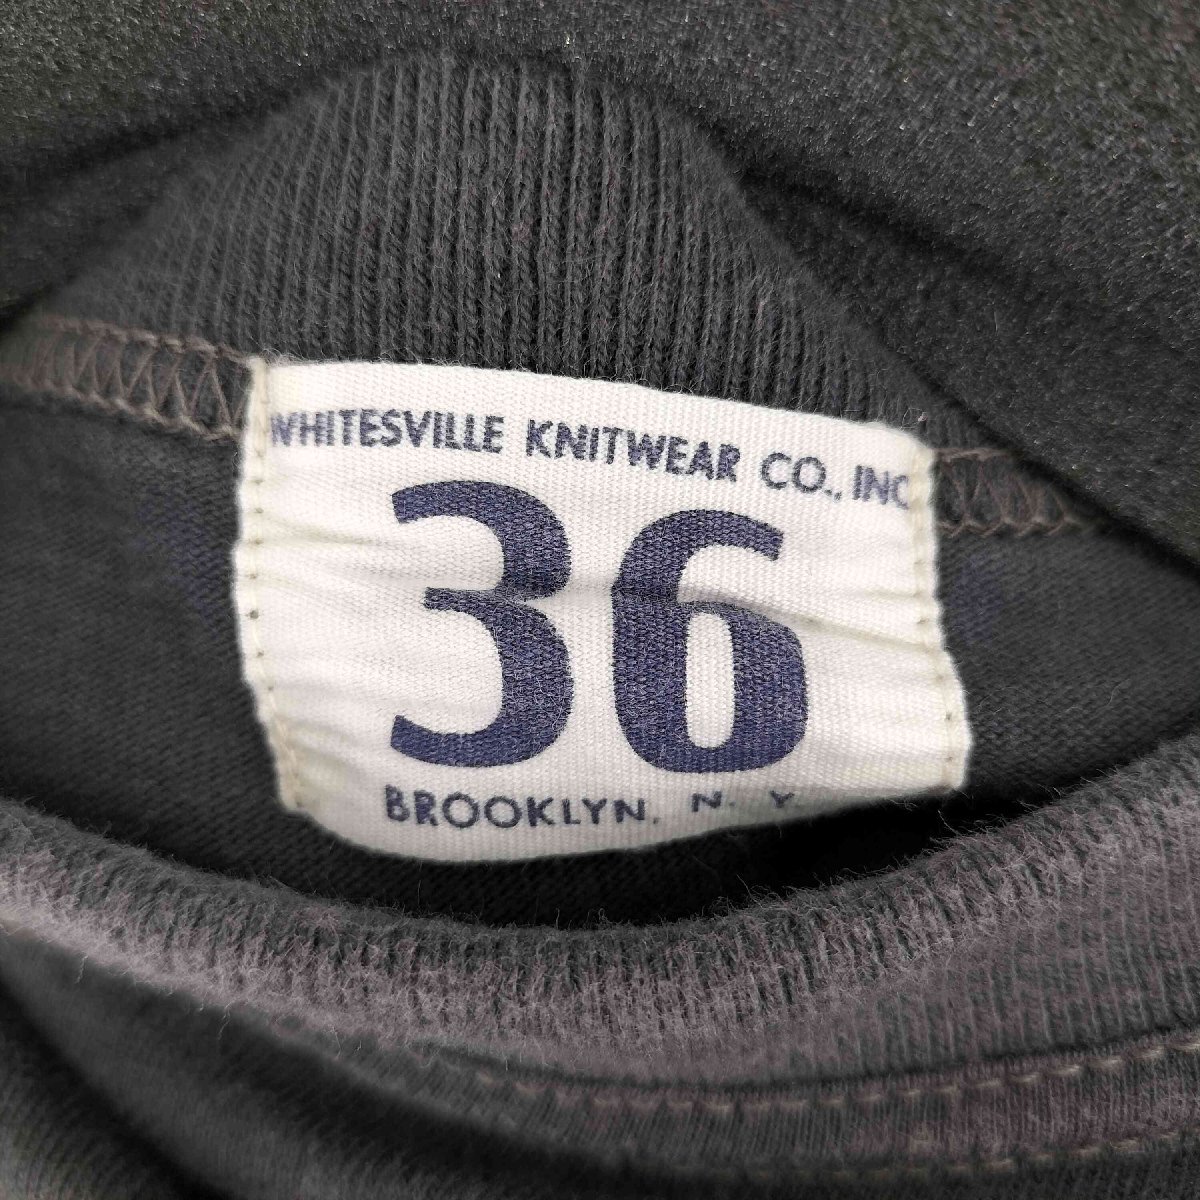 WHITESVILLE KNITWEAR CO., INC
36
BROOKLYN, N. Y.